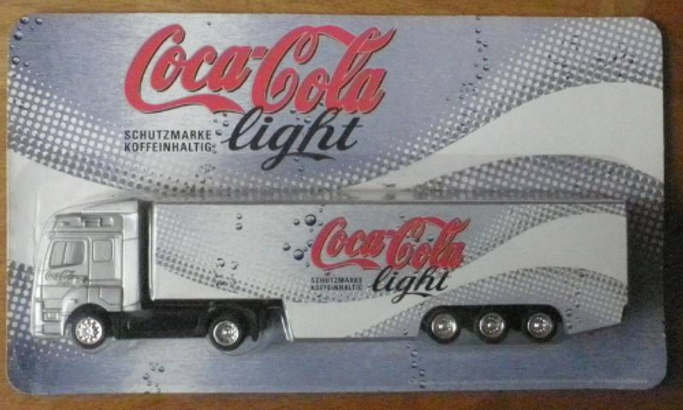 Coca-Cola
light
SCHUTZMARKE
KOFFEINHALTIG
Coca-Cola
light
SCHUTZMARKE
KOFFEINHALTIG